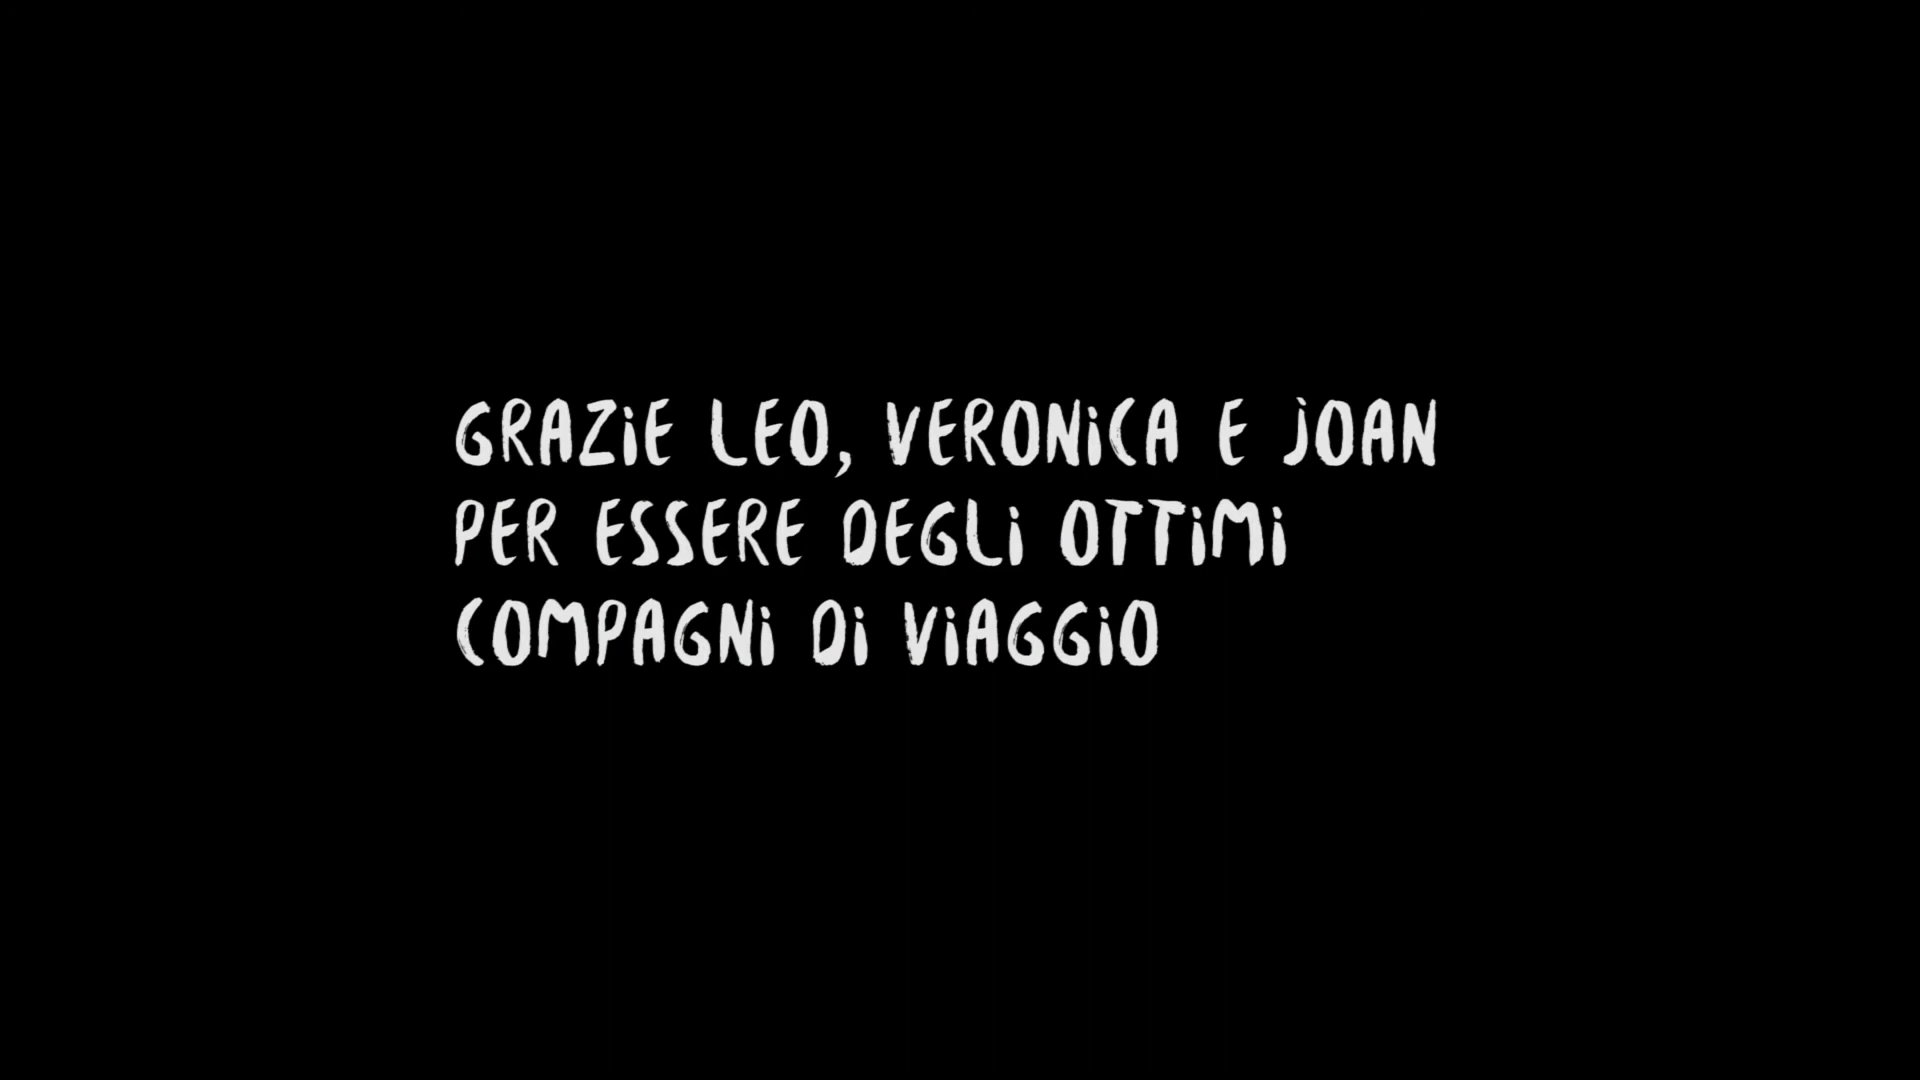 GRAZiE LEO, VERONiCA E JOAN
PER ESSERE DEGLi OTTiMi
COMPAGNi Di ViAGGiO